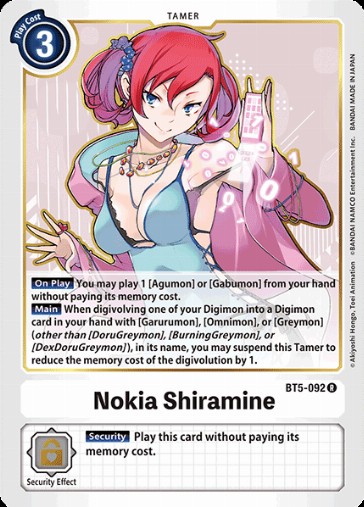 TAMER
Play Cost
3
On Play You may play 1 [Agumon] or [Gabumon] from your hand
without paying its memory cost.
Main When digivolving one of your Digimon into a Digimon
card in your hand with [Garurumon], [Omnimon], or [Greymon]
(other than [DoruGreymon], [BurningGreymon], or
[DexDoruGreymon]), in its name, you may suspend this Tamer to
reduce the memory cost of the digivolution by 1.
©Akiyoshi Hongo, Toei Animation ©BANDAI NAMCO Entertainment Inc. BANDAI MADE IN JAPAN
BT5-092 R
Nokia Shiramine
Security Play this card without paying its
memory cost.
Security Effect